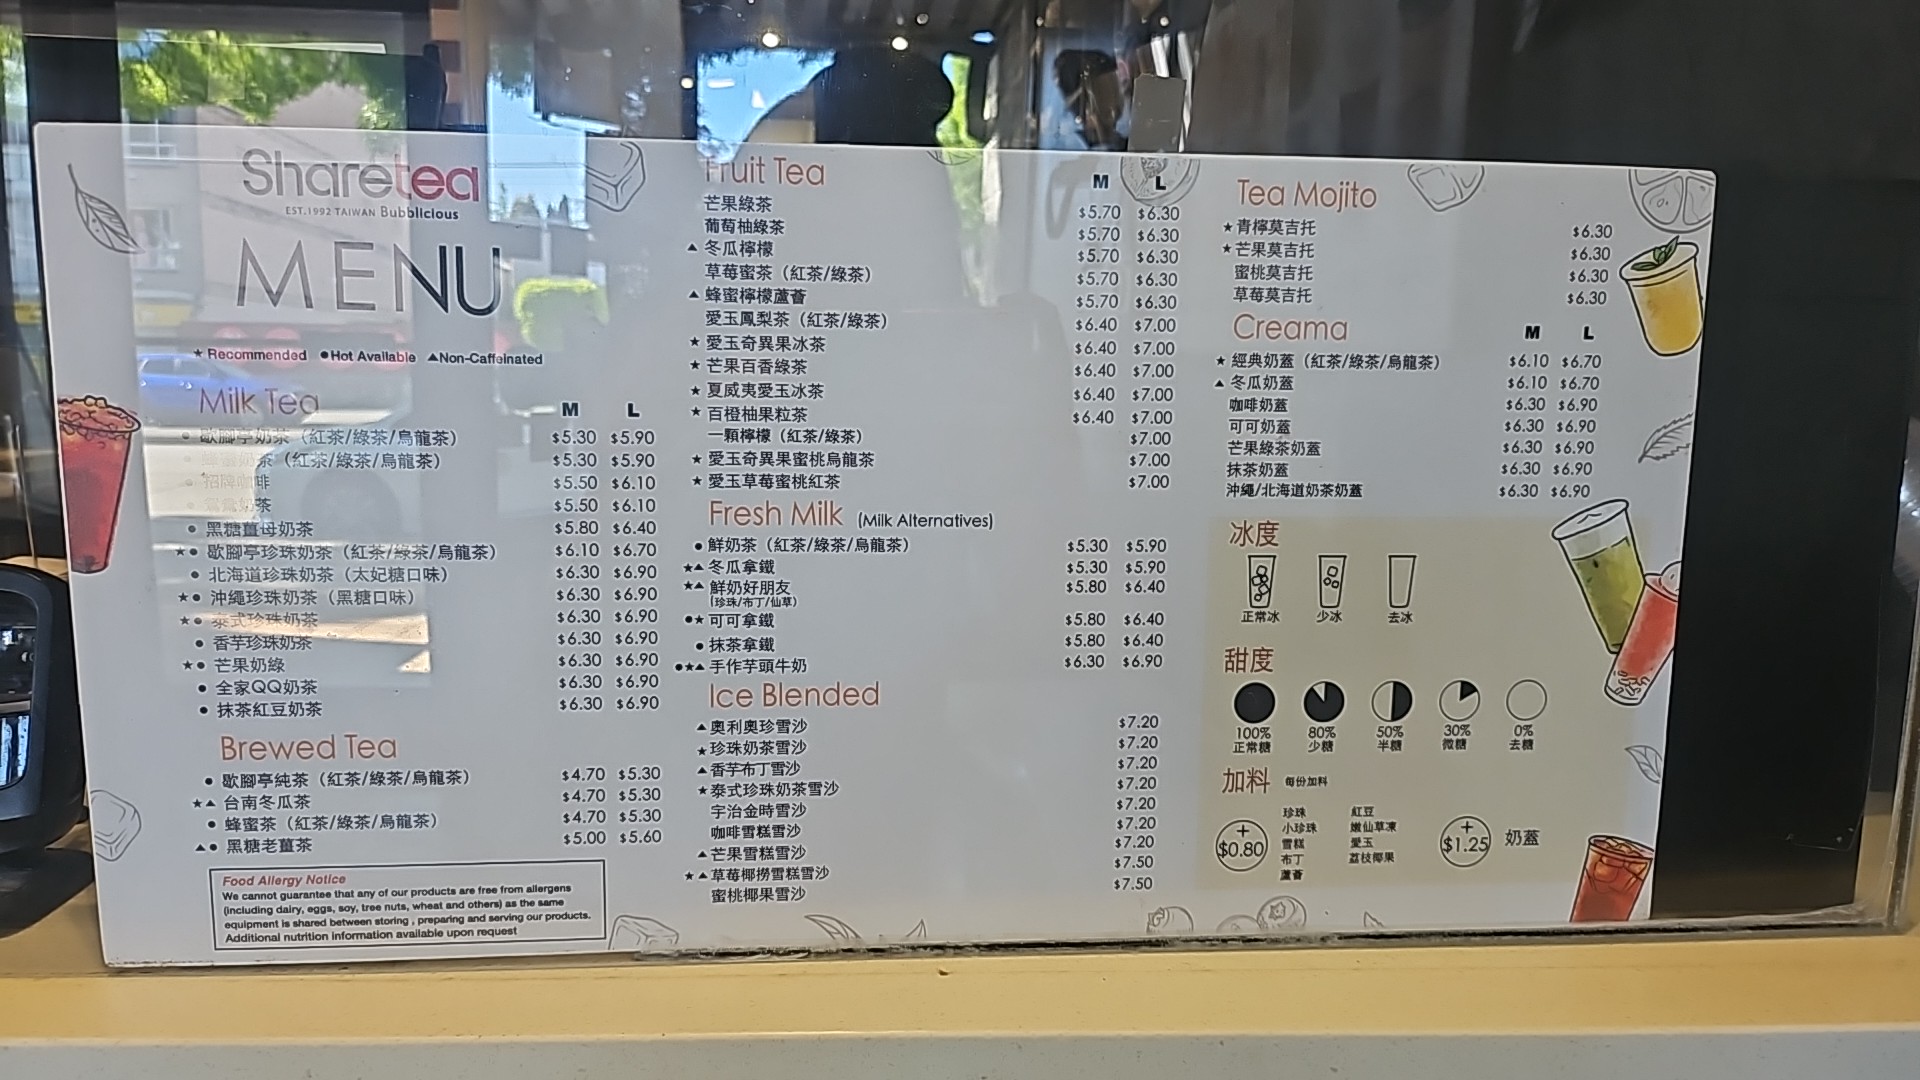 Sharetea
EST.1992 TAIWAN Bubblicious
MENU
★ Recommended ●Hot Available ▲Non-Caffeinated
Milk Tea M L
● 歇腳亭奶茶（紅茶/綠茶/烏龍茶） $5.30 $5.90
● 蜂蜜奶茶（紅茶/綠茶/烏龍茶） $5.30 $5.90
● 招牌咖啡 $5.50 $6.10
● 鴛鴦奶茶 $5.50 $6.10
● 黑糖薑母奶茶 $5.80 $6.40
★● 歇腳亭珍珠奶茶（紅茶/綠茶/烏龍茶） $6.10 $6.70
● 北海道珍珠奶茶（太妃糖口味） $6.30 $6.90
★● 沖繩珍珠奶茶（黑糖口味） $6.30 $6.90
★● 泰式珍珠奶茶 $6.30 $6.90
● 香芋珍珠奶茶 $6.30 $6.90
★● 芒果奶綠 $6.30 $6.90
● 全家QQ奶茶 $6.30 $6.90
● 抹茶紅豆奶茶 $6.30 $6.90
Brewed Tea
● 歇腳亭純茶（紅茶/綠茶/烏龍茶） $4.70 $5.30
★▲ 台南冬瓜茶 $4.70 $5.30
● 蜂蜜茶（紅茶/綠茶/烏龍茶） $4.70 $5.30
▲● 黑糖老薑茶 $5.00 $5.60
Food Allergy Notice
We cannot guarantee that any of our products are free from allergens
(including dairy, eggs, soy, tree nuts, wheat and others) as the same
equipment is shared between storing , preparing and serving our products.
Additional nutrition information available upon request
Fruit Tea M L
芒果綠茶 $5.70 $6.30
葡萄柚綠茶 $5.70 $6.30
▲ 冬瓜檸檬 $5.70 $6.30
草莓蜜茶（紅茶/綠茶） $5.70 $6.30
▲ 蜂蜜檸檬蘆薈 $5.70 $6.30
愛玉鳳梨茶（紅茶/綠茶） $6.40 $7.00
★ 愛玉奇異果冰茶 $6.40 $7.00
★ 芒果百香綠茶 $6.40 $7.00
★ 夏威夷愛玉冰茶 $6.40 $7.00
★ 百橙柚果粒茶 $6.40 $7.00
一顆檸檬（紅茶/綠茶） $7.00
★ 愛玉奇異果蜜桃烏龍茶 $7.00
★ 愛玉草莓蜜桃紅茶 $7.00
Fresh Milk (Milk Alternatives)
● 鮮奶茶（紅茶/綠茶/烏龍茶） $5.30 $5.90
★▲ 冬瓜拿鐵 $5.30 $5.90
★▲ 鮮奶好朋友 $5.80 $6.40
(珍珠/布丁/仙草)
●★ 可可拿鐵 $5.80 $6.40
● 抹茶拿鐵 $5.80 $6.40
●★▲ 手作芋頭牛奶 $6.30 $6.90
Ice Blended
▲ 奧利奧珍雪沙 $7.20
★ 珍珠奶茶雪沙 $7.20
▲ 香芋布丁雪沙 $7.20
★ 泰式珍珠奶茶雪沙 $7.20
宇治金時雪沙 $7.20
咖啡雪糕雪沙 $7.20
▲ 芒果雪糕雪沙 $7.20
★▲ 草莓椰撈雪糕雪沙 $7.50
蜜桃椰果雪沙 $7.50
Tea Mojito
★ 青檸莫吉托 $6.30
★ 芒果莫吉托 $6.30
蜜桃莫吉托 $6.30
草莓莫吉托 $6.30
Creama M L
★ 經典奶蓋（紅茶/綠茶/烏龍茶） $6.10 $6.70
▲ 冬瓜奶蓋 $6.10 $6.70
咖啡奶蓋 $6.30 $6.90
可可奶蓋 $6.30 $6.90
芒果綠茶奶蓋 $6.30 $6.90
抹茶奶蓋 $6.30 $6.90
沖繩/北海道奶茶奶蓋 $6.30 $6.90
冰度
正常冰 少冰 去冰
甜度
100% 80% 50% 30% 0%
正常糖 少糖 半糖 微糖 去糖
加料 每份加料
+ $0.80
珍珠 紅豆
小珍珠 嫩仙草凍
雪糕 愛玉
布丁 荔枝椰果
蘆薈
+ $1.25 奶蓋